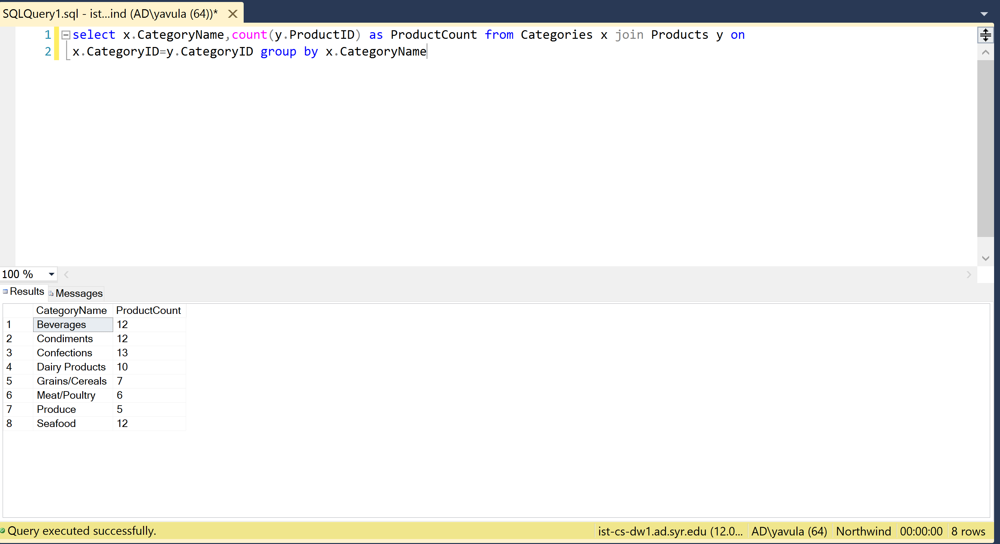 SQLQuery1.sql - ist...ind (AD\yavula (64))*
1 select x.CategoryName,count(y.ProductID) as ProductCount from Categories x join Products y on
2 x.CategoryID=y.CategoryID group by x.CategoryName
100 %
Results Messages
CategoryName ProductCount
1 Beverages 12
2 Condiments 12
3 Confections 13
4 Dairy Products 10
5 Grains/Cereals 7
6 Meat/Poultry 6
7 Produce 5
8 Seafood 12
Query executed successfully. ist-cs-dw1.ad.syr.edu (12.0... AD\yavula (64) Northwind 00:00:00 8 rows